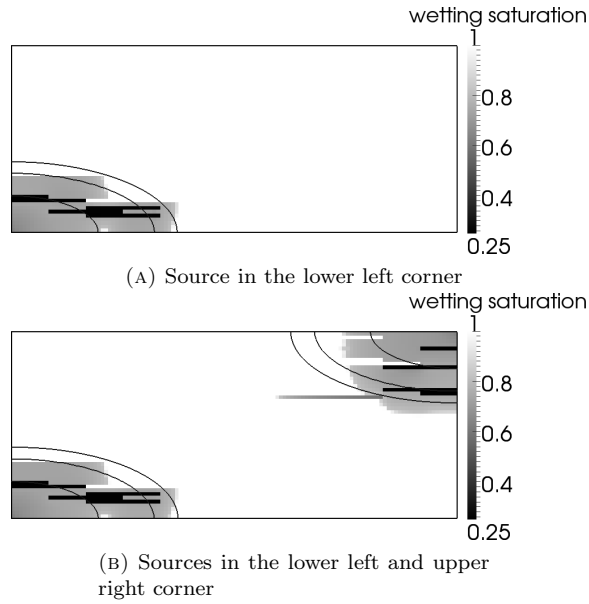 wetting saturation
1
0.8
0.6
0.4
0.25
(A) Source in the lower left corner
wetting saturation
1
0.8
0.6
0.4
0.25
(B) Sources in the lower left and upper
right corner